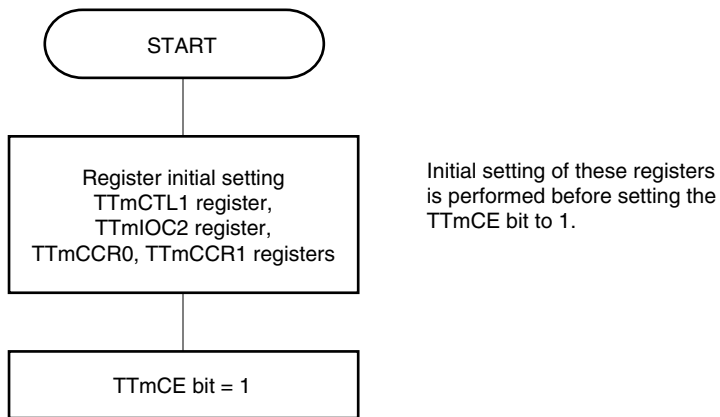 START
Register initial setting
TTmCTL1 register,
TTmIOC2 register,
TTmCCR0, TTmCCR1 registers
Initial setting of these registers
is performed before setting the
TTmCE bit to 1.
TTmCE bit = 1